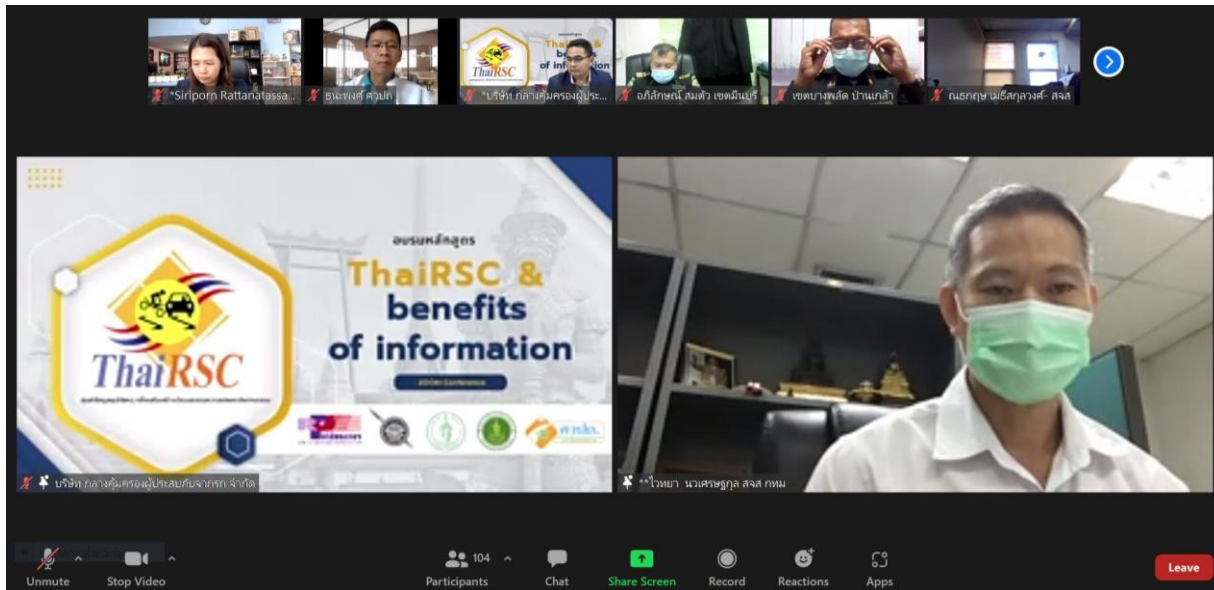 ThaiRSC
*Siriporn Rattanatassa...
ธนะพงศ์ ศวปถ
*บริษัท กลางคุ้มครองผู้ประ...
อภิลักษณ์ สมตัว เขตมีนบุรี
เขตบางพลัด ป่านเกล้า
ณธกฤษ เมธีสกุลวงศ์- สจส
อบรมหลักสูตร
ThaiRSC &
benefits
of information
ZOOM Conference
ThaiRSC
ศวปถ.
บริษัท กลางคุ้มครองผู้ประสบภัยจากรถ จำกัด
**ไวทยา นวเศรษฐกุล สจส กทม
Unmute
Stop Video
104
Participants
Chat
Share Screen
Record
Reactions
Apps
Leave